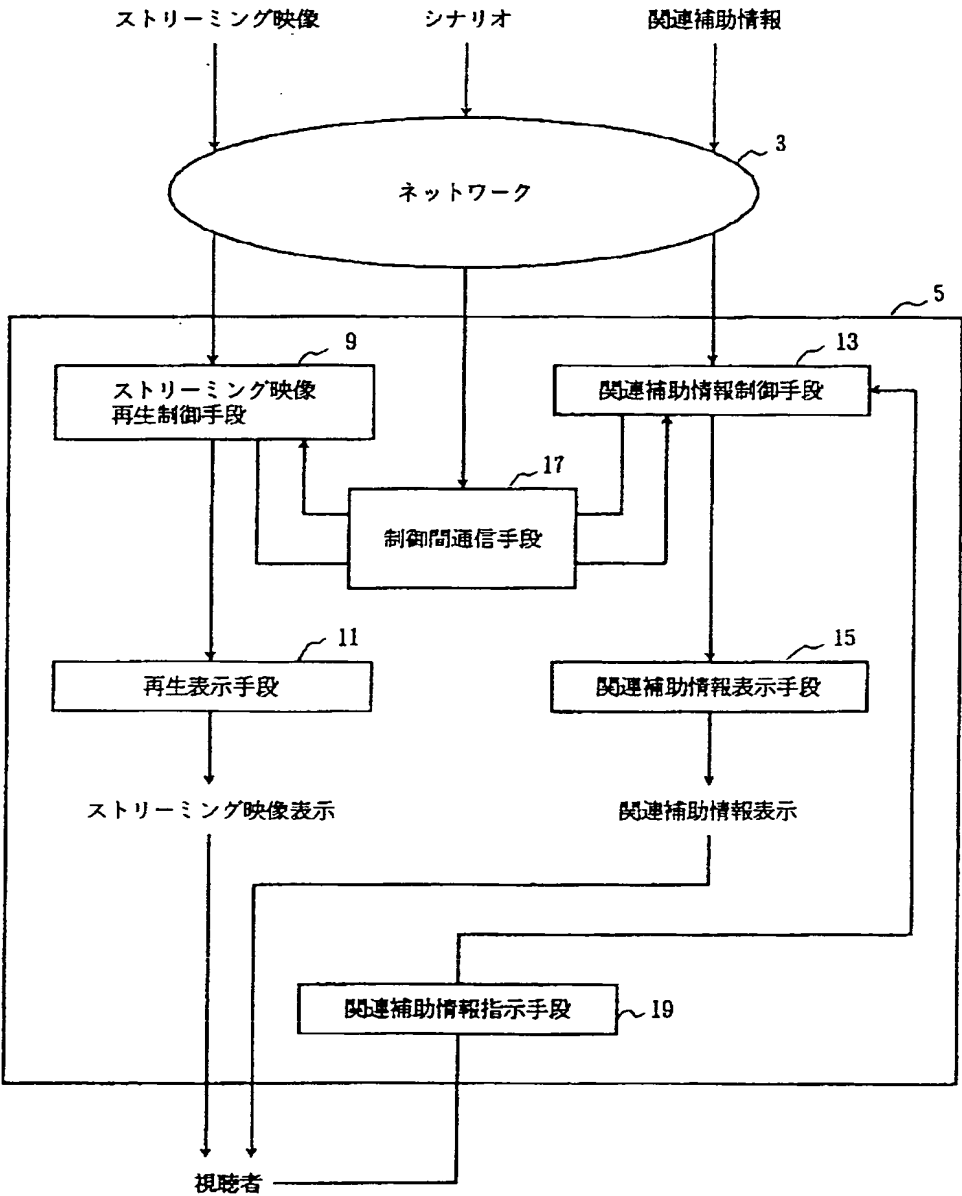 ストリーミング映像
シナリオ
関連補助情報
3
ネットワーク
5
9
ストリーミング映像
再生制御手段
13
関連補助情報制御手段
17
制御間通信手段
11
再生表示手段
15
関連補助情報表示手段
ストリーミング映像表示
関連補助情報表示
関連補助情報指示手段
19
視聴者